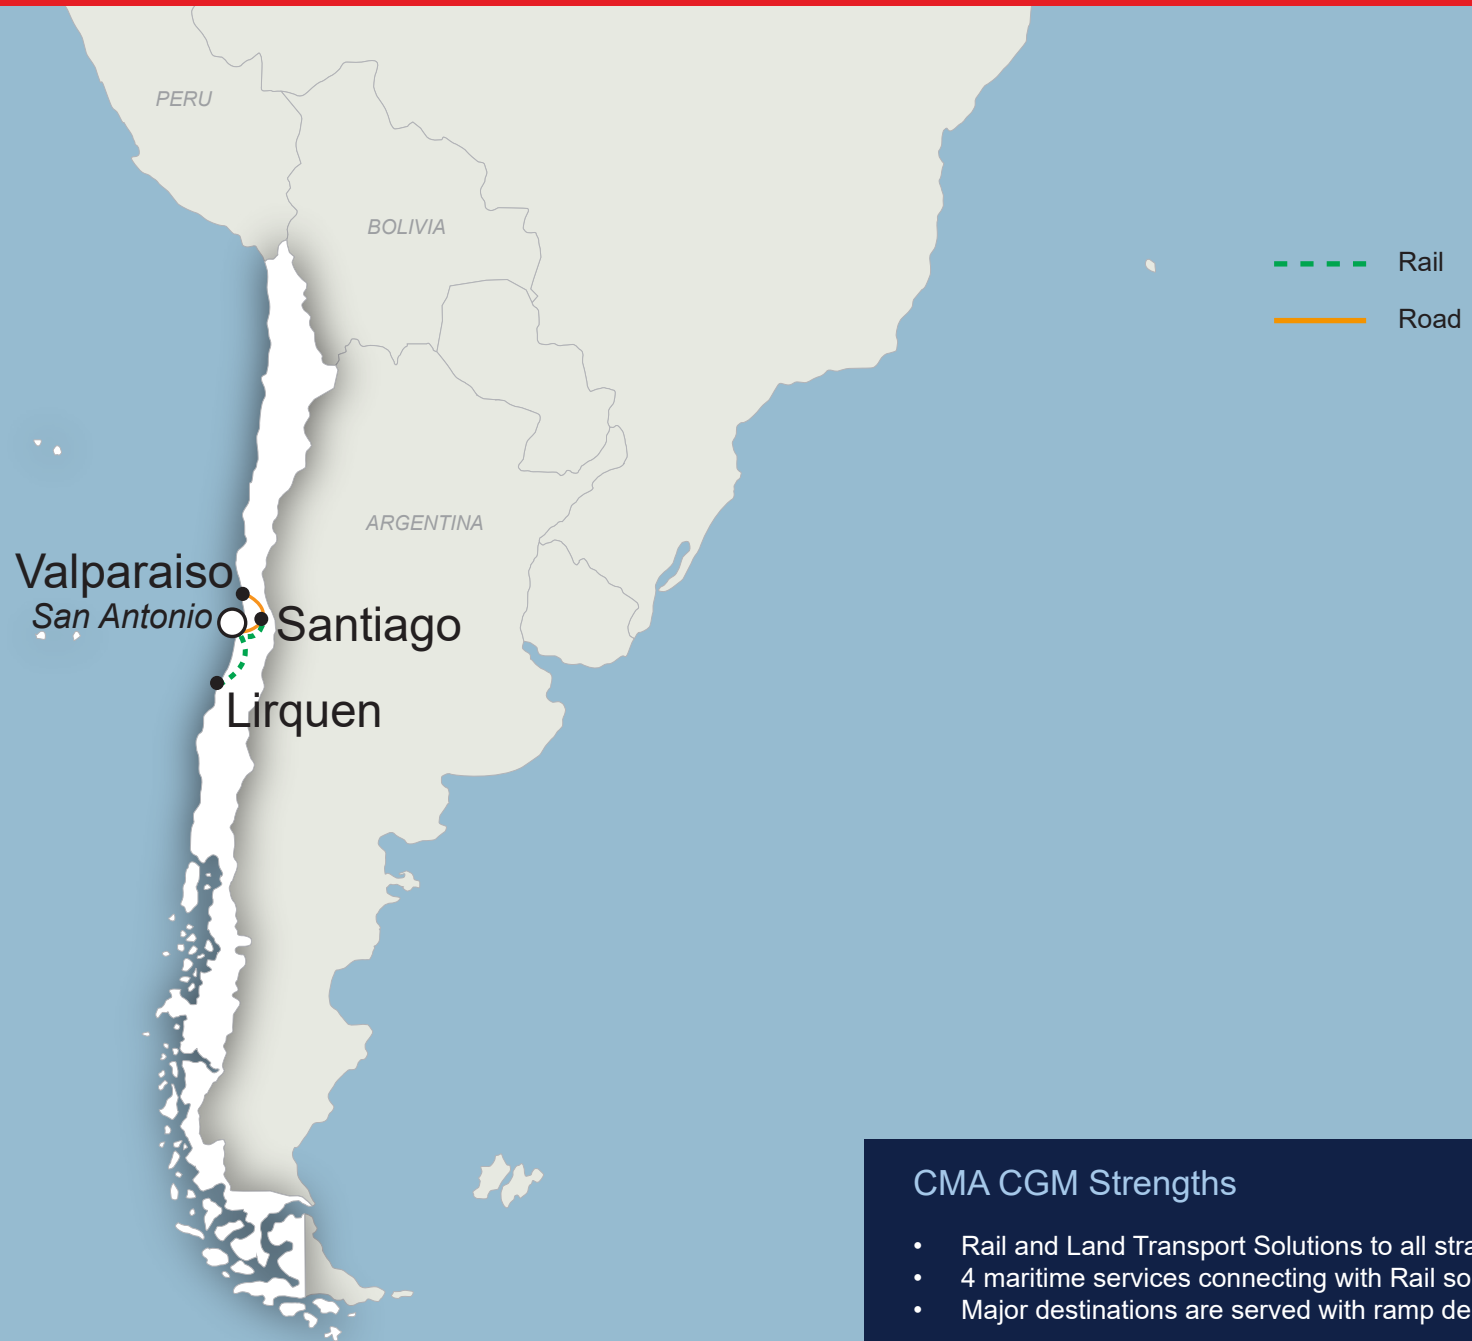 PERU
BOLIVIA
Rail
Road
ARGENTINA
Valparaiso
San Antonio
Santiago
Lirquen
CMA CGM Strengths
• Rail and Land Transport Solutions to all stra
• 4 maritime services connecting with Rail so
• Major destinations are served with ramp de